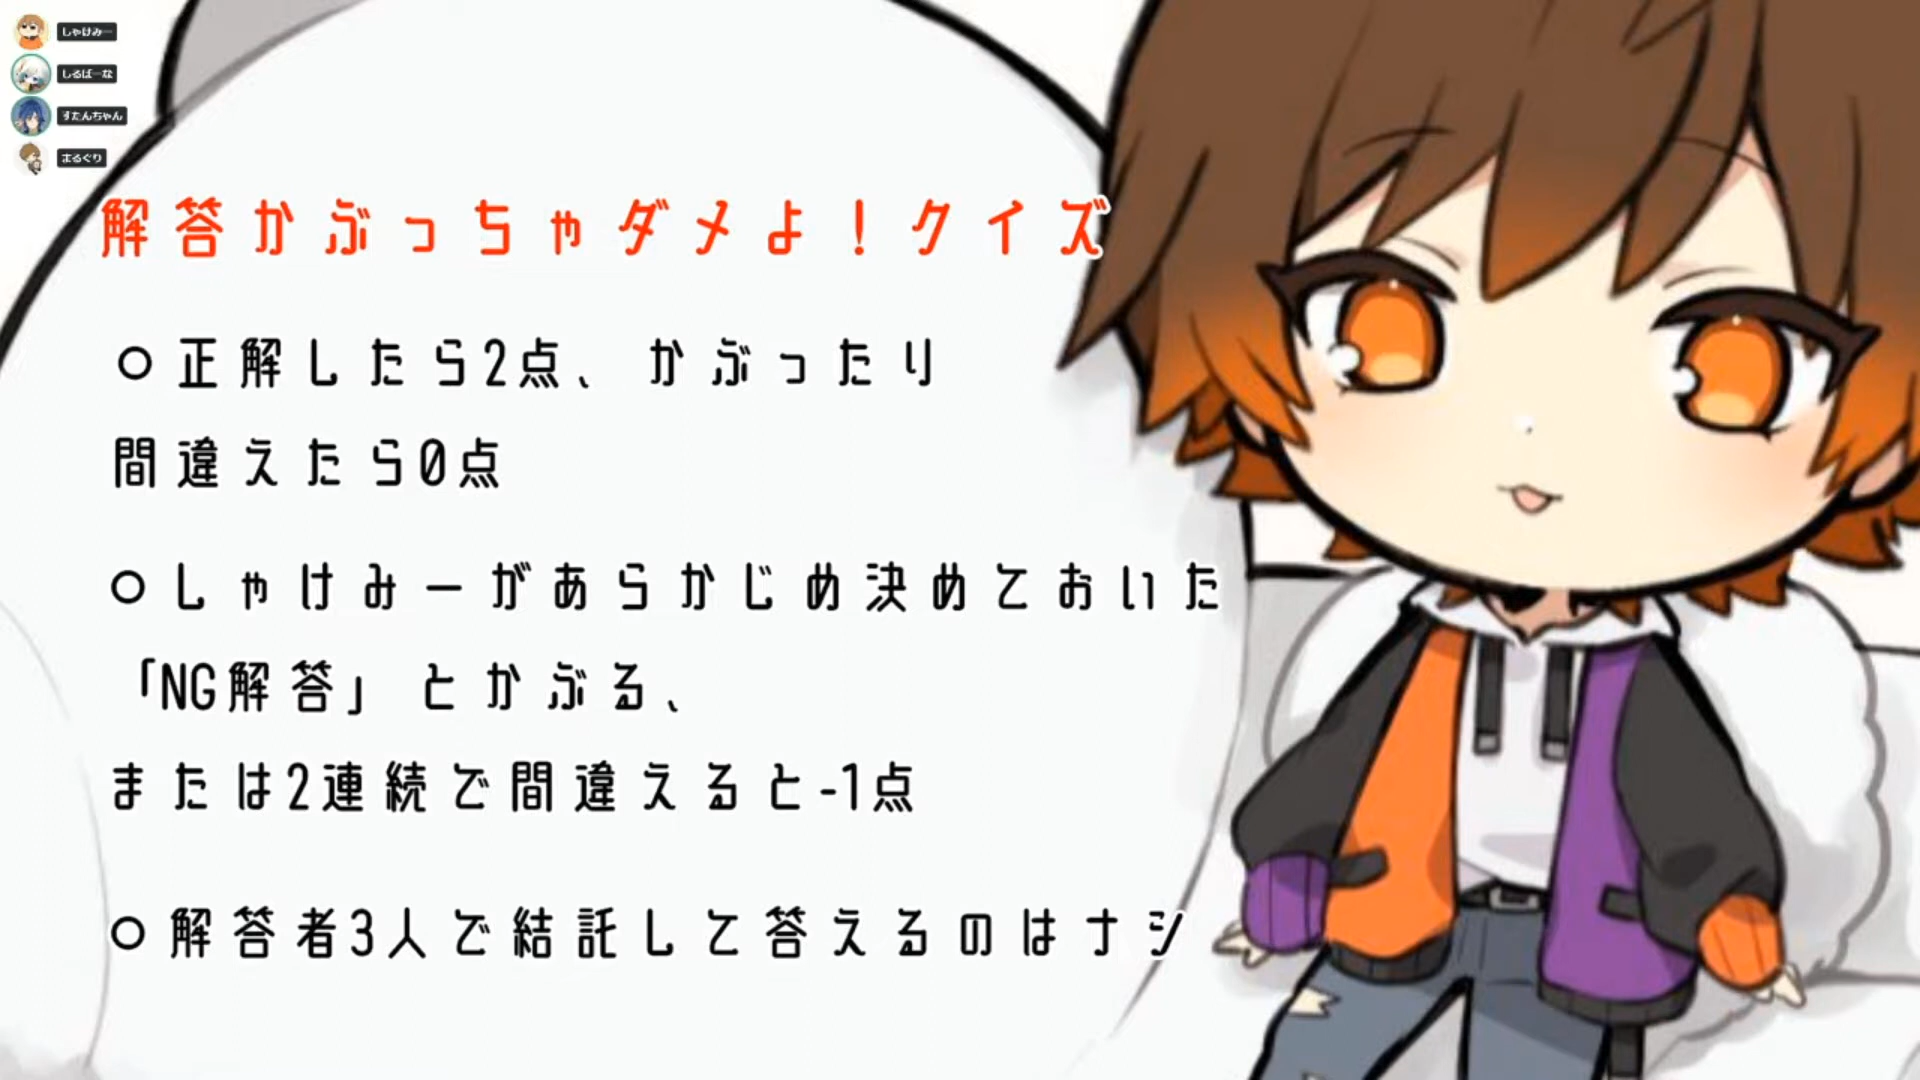 しゃけみー
しるばーな
すたんちゃん
まるぐり
解答かぶっちゃダメよ!クイズ
○正解したら2点、かぶったり
間違えたら0点
○しゃけみーがあらかじめ決めておいた
「NG解答」とかぶる、
または2連続で間違えると-1点
○解答者3人で結託して答えるのはナシ